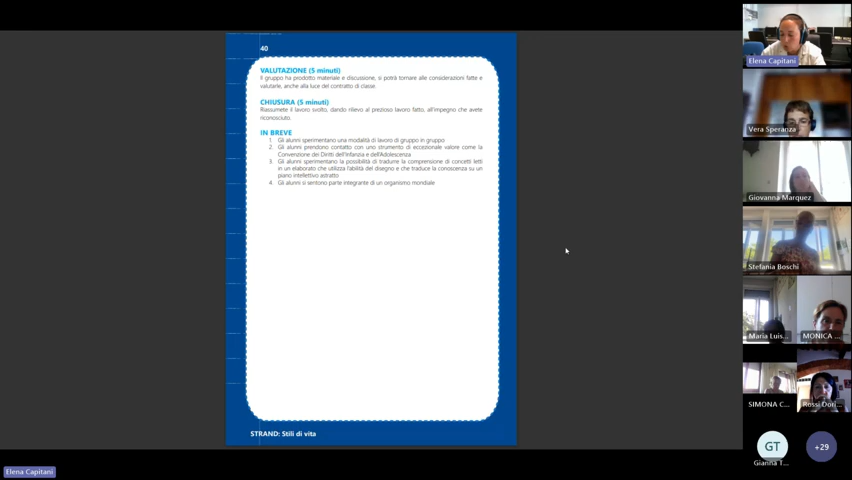 40
VALUTAZIONE (5 minuti)
Il gruppo ha prodotto materiale e discussione, si potrà tornare alle considerazioni fatte e
valutarle, anche alla luce del contratto di classe.
CHIUSURA (5 minuti)
Riassumete il lavoro svolto, dando rilievo al prezioso lavoro fatto, all'impegno che avete
riconosciuto.
IN BREVE
1. Gli alunni sperimentano una modalità di lavoro di gruppo in gruppo
2. Gli alunni prendono contatto con uno strumento di eccezionale valore come la
Convenzione dei Diritti dell'Infanzia e dell'Adolescenza
3. Gli alunni sperimentano la possibilità di tradurre la comprensione di concetti letti
in un elaborato che utilizza l'abilità del disegno e che traduce la conoscenza su un
piano intellettivo astratto
4. Gli alunni si sentono parte integrante di un organismo mondiale
STRAND: Stili di vita
Elena Capitani
Vera Speranza
Giovanna Marquez
Stefania Boschi
Maria Luis...
MONICA ...
SIMONA C...
Rossi Dori...
GT
+29
Gianna T...
Elena Capitani